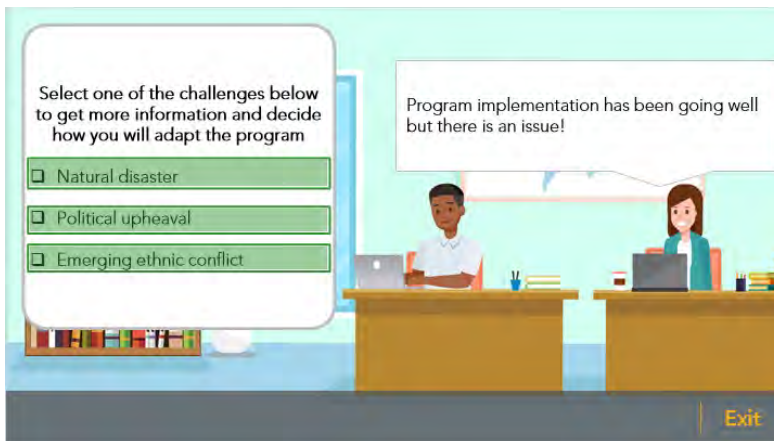 Select one of the challenges below
to get more information and decide
how you will adapt the program
Natural disaster
Political upheaval
Emerging ethnic conflict
Program implementation has been going well
but there is an issue!
Exit